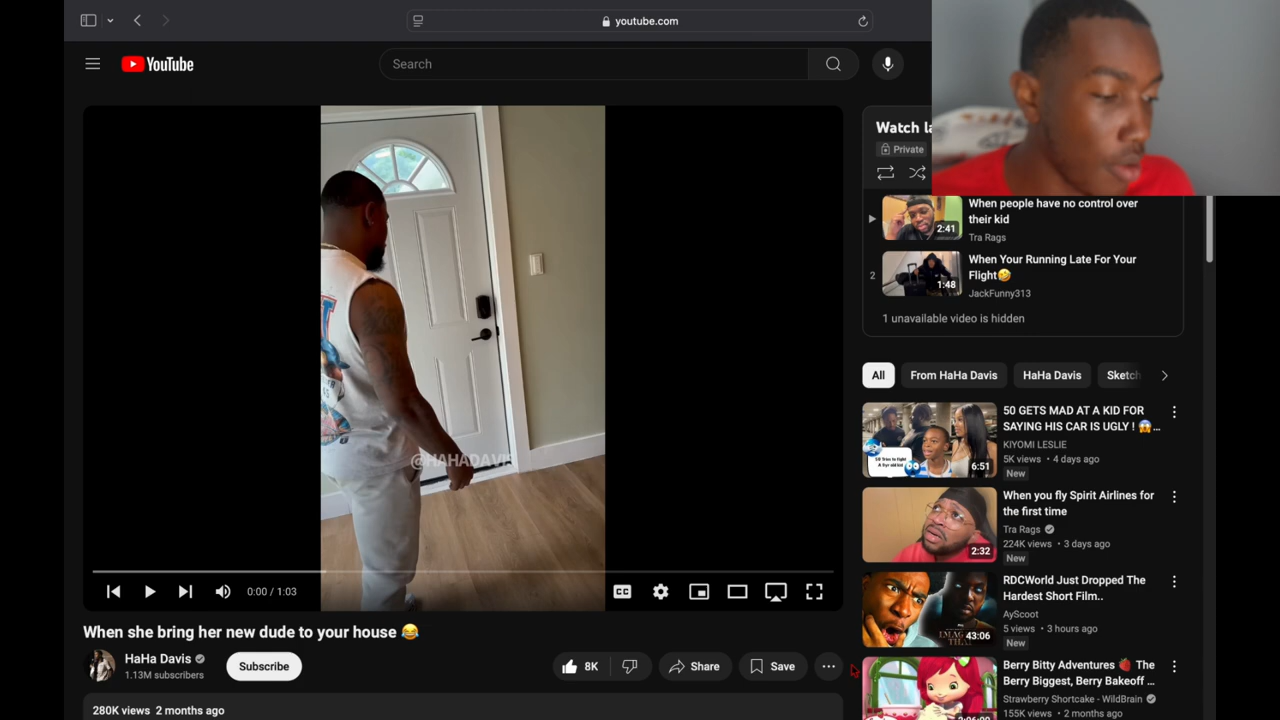 youtube.com
YouTube
Search
Watch la
Private
When people have no control over
their kid
Tra Rags
2:41
2
When Your Running Late For Your
Flight🤣
JackFunny313
1:48
1 unavailable video is hidden
All
From HaHa Davis
HaHa Davis
Sketch
50 GETS MAD AT A KID FOR
SAYING HIS CAR IS UGLY ! 😱...
KIYOMI LESLIE
5K views • 4 days ago
New
6:51
When you fly Spirit Airlines for
the first time
Tra Rags
224K views • 3 days ago
New
2:32
RDCWorld Just Dropped The
Hardest Short Film..
AyScoot
5 views • 3 hours ago
New
43:06
Berry Bitty Adventures 🍓 The
Berry Biggest, Berry Bakeoff ...
Strawberry Shortcake - WildBrain
155K views • 2 months ago
@HAHADAVIS
0:00 / 1:03
CC
When she bring her new dude to your house 😂
HaHa Davis
1.13M subscribers
Subscribe
8K
Share
Save
280K views 2 months ago